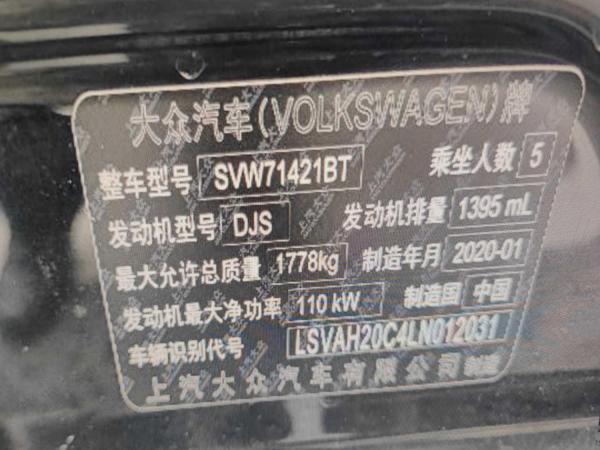 大众汽车(VOLKSWAGEN)牌
整车型号 SVW71421BT 乘坐人数 5
发动机型号 DJS 发动机排量 1395 mL
最大允许总质量 1778kg 制造年月 2020-01
发动机最大净功率 110 kW 制造国 中国
车辆识别代号 LSVAH20C4LN012031
上汽大众汽车有限公司 制造